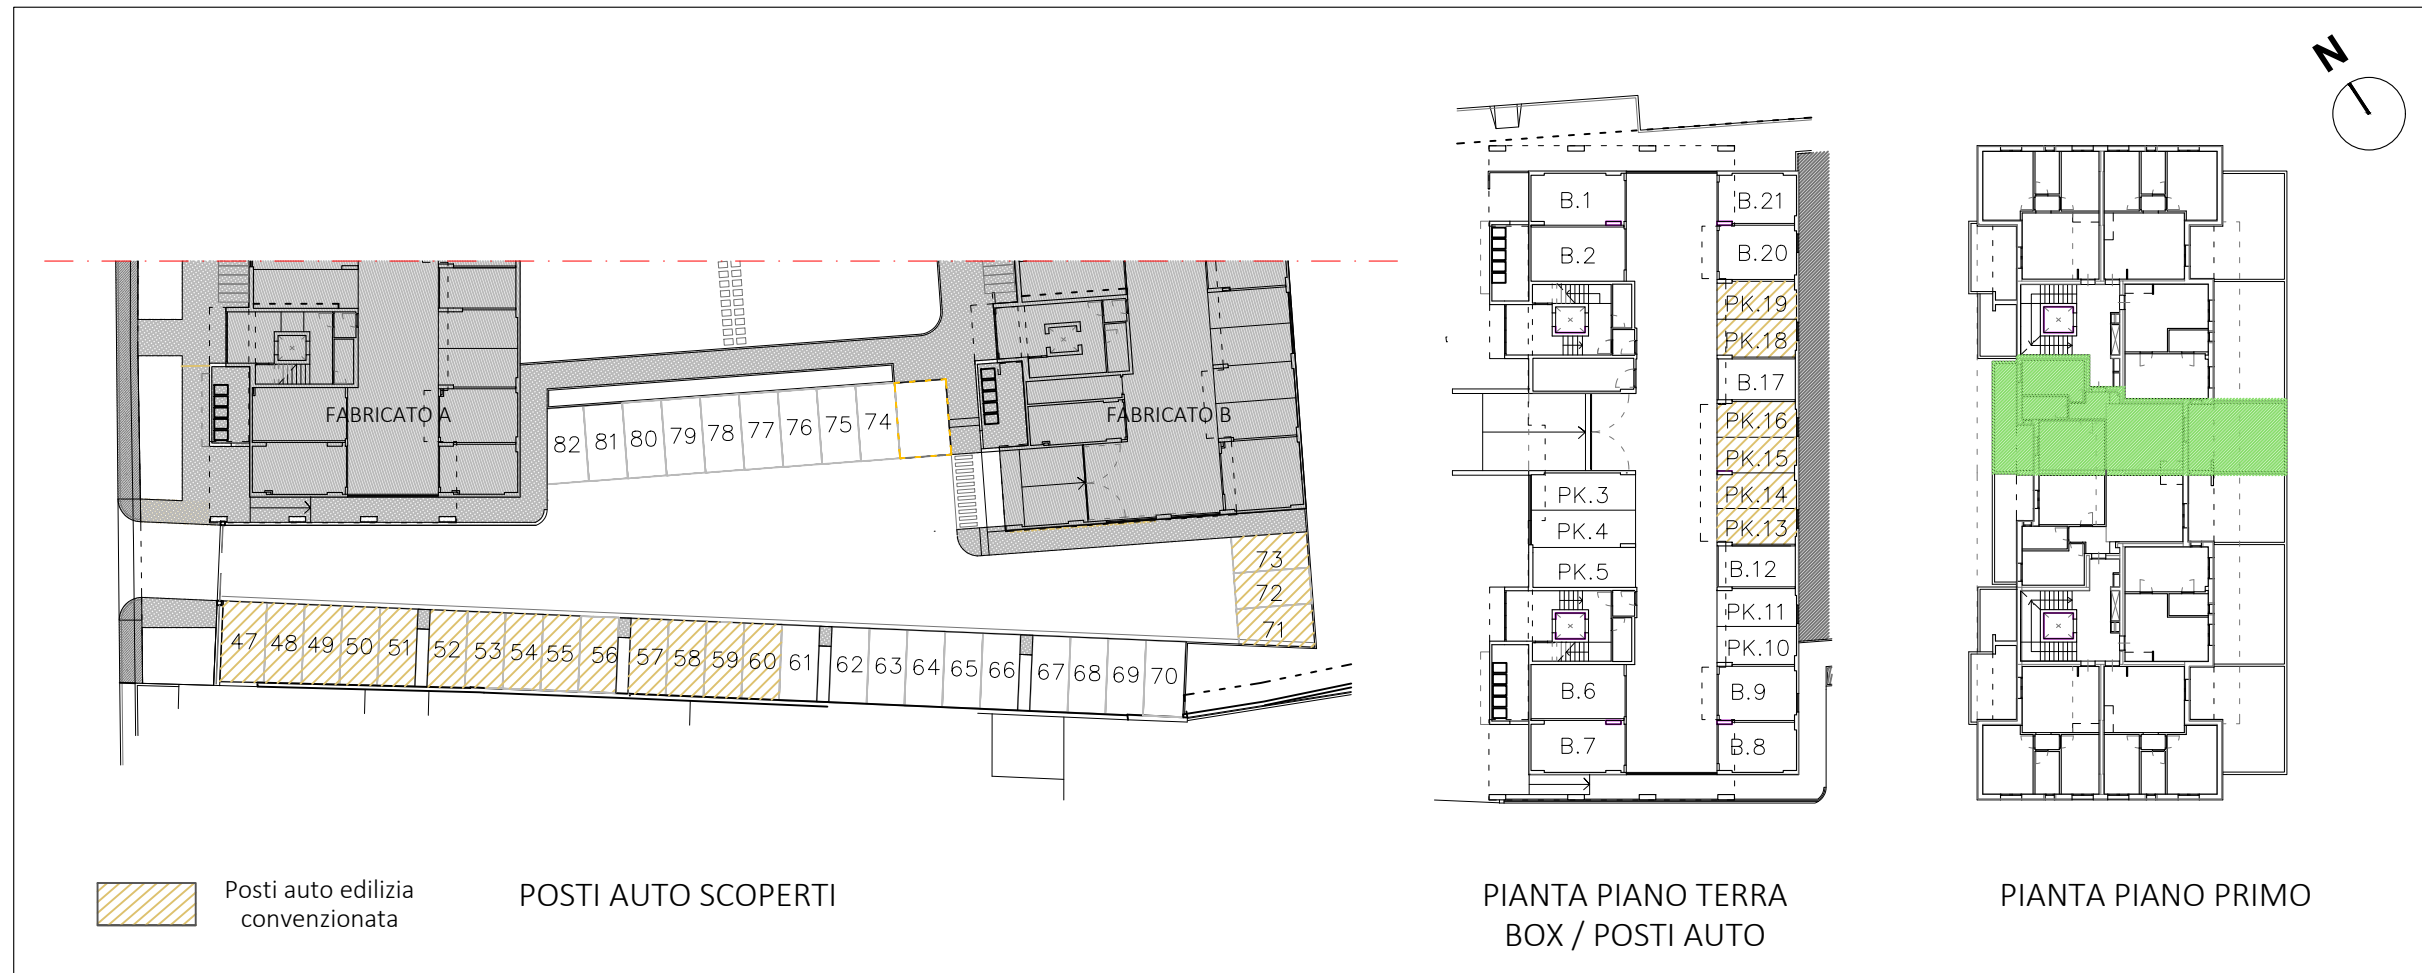 N
B.1
B.21
B.2
B.20
PK.19
PK.18
B.17
FABRICATO A
FABRICATO B
82 81 80 79 78 77 76 75 74
PK.16
PK.15
PK.3
PK.14
PK.4
PK.13
PK.5
B.12
73
72
71
PK.11
PK.10
47 48 49 50 51 52 53 54 55 56 57 58 59 60 61 62 63 64 65 66 67 68 69 70
B.6
B.9
B.7
B.8
Posti auto edilizia
convenzionata
POSTI AUTO SCOPERTI
PIANTA PIANO TERRA
BOX / POSTI AUTO
PIANTA PIANO PRIMO